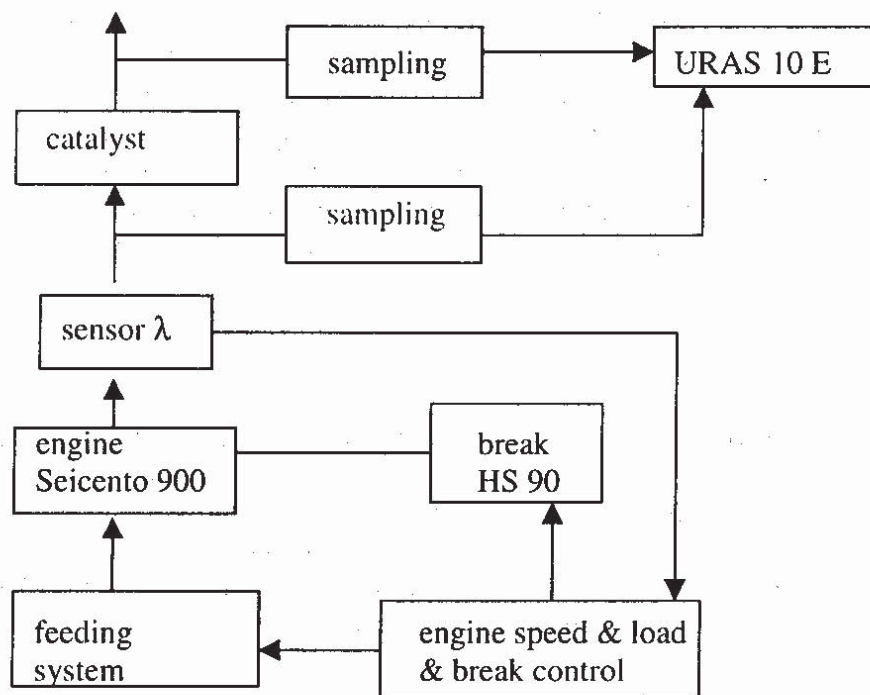 sampling
URAS 10 E
catalyst
sampling
sensor λ
engine
Seicento 900
break
HS 90
feeding
system
engine speed & load
& break control